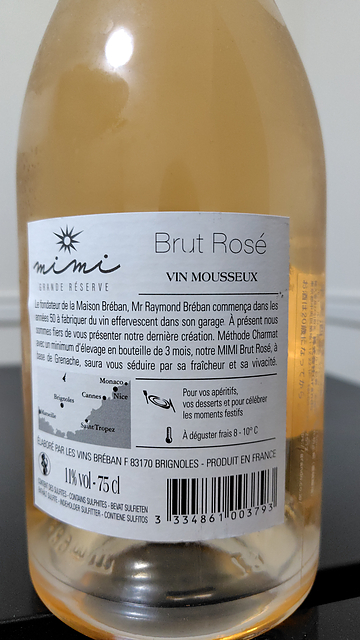 Brut Rosé
mimi
GRANDE RÉSERVE
VIN MOUSSEUX
Le fondateur de la Maison Bréban, Mr Raymond Bréban commença dans les
années 50 à fabriquer du vin effervescent dans son garage. À présent nous
sommes fiers de vous présenter notre dernière création. Méthode Charmat
avec un minimum d'élevage en bouteille de 3 mois, notre MIMI Brut Rosé, à
base de Grenache, saura vous séduire par sa fraîcheur et sa vivacité.
Monaco
Nice
Cannes
Brignoles
Marseille
Saint Tropez
Pour vos apéritifs,
vos desserts et pour célébrer
les moments festifs
À déguster frais 8 - 10° C
ÉLABORÉ PAR LES VINS BRÉBAN F 83170 BRIGNOLES - PRODUIT EN FRANCE
11% vol - 75 cl
CONTIENT DES SULFITES - CONTAINS SULPHITES - BEVAT SULFIETEN
ENTHÄLT SULFITE - INDEHOLDER SULFITTER - CONTIENE SULFITOS
3 334861 003793